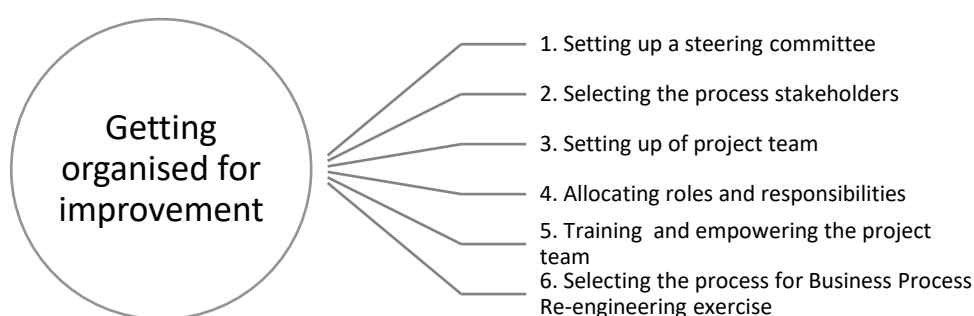 Getting
organised for
improvement
1. Setting up a steering committee
2. Selecting the process stakeholders
3. Setting up of project team
4. Allocating roles and responsibilities
5. Training and empowering the project
team
6. Selecting the process for Business Process
Re-engineering exercise